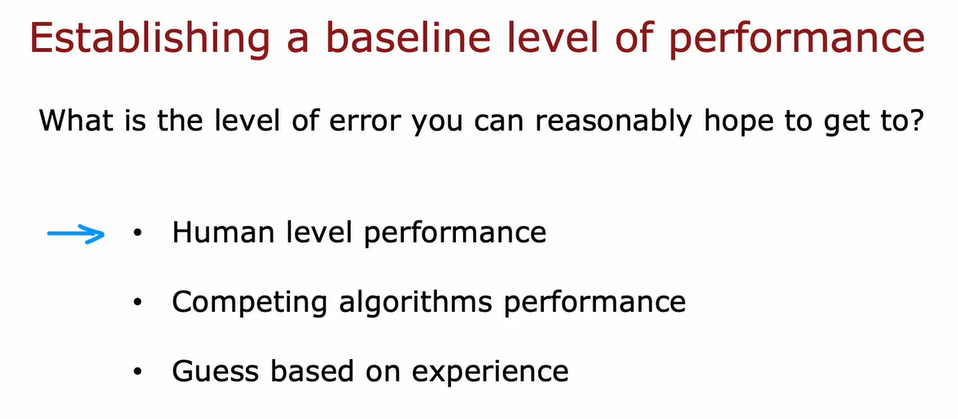 Establishing a baseline level of performance
What is the level of error you can reasonably hope to get to?
• Human level performance
• Competing algorithms performance
• Guess based on experience